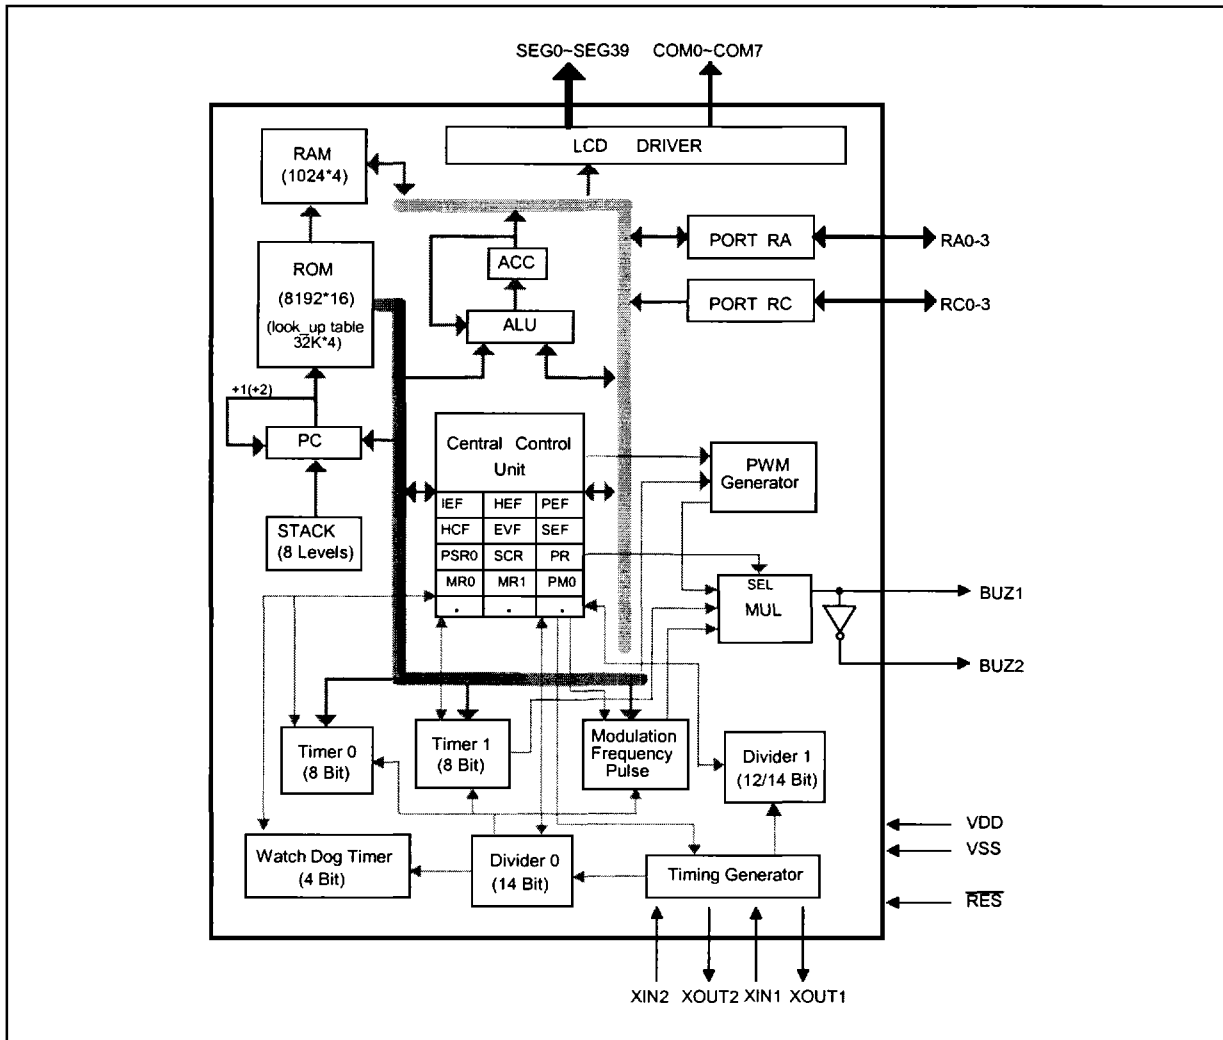 SEG0~SEG39 COM0~COM7
LCD DRIVER
RAM
(1024*4)
ROM
(8192*16)
(look_up table
32K*4)
ACC
ALU
PORT RA
RA0-3
PORT RC
RC0-3
+1(+2)
PC
STACK
(8 Levels)
Central Control
Unit
IEF HEF PEF
HCF EVF SEF
PSR0 SCR PR
MR0 MR1 PM0
. . .
PWM
Generator
SEL
MUL
BUZ1
BUZ2
Timer 0
(8 Bit)
Timer 1
(8 Bit)
Modulation
Frequency
Pulse
Divider 1
(12/14 Bit)
VDD
VSS
RES
Watch Dog Timer
(4 Bit)
Divider 0
(14 Bit)
Timing Generator
XIN2 XOUT2 XIN1 XOUT1